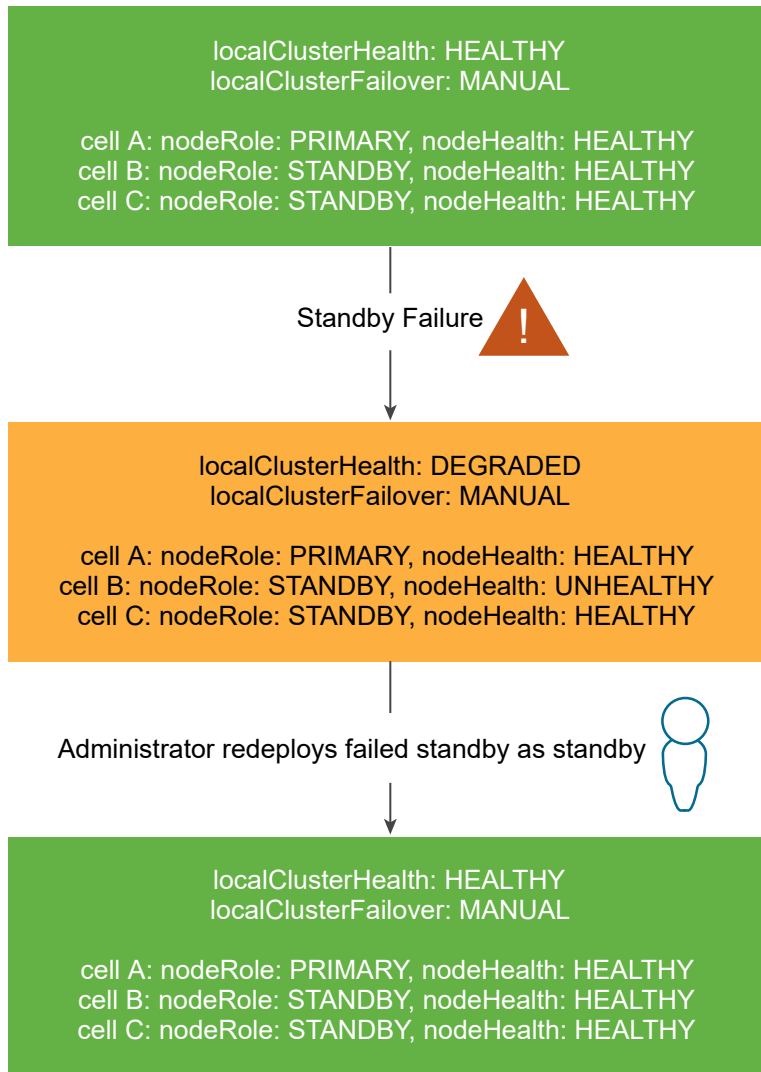 localClusterHealth: HEALTHY
localClusterFailover: MANUAL
cell A: nodeRole: PRIMARY, nodeHealth: HEALTHY
cell B: nodeRole: STANDBY, nodeHealth: HEALTHY
cell C: nodeRole: STANDBY, nodeHealth: HEALTHY
Standby Failure
!
localClusterHealth: DEGRADED
localClusterFailover: MANUAL
cell A: nodeRole: PRIMARY, nodeHealth: HEALTHY
cell B: nodeRole: STANDBY, nodeHealth: UNHEALTHY
cell C: nodeRole: STANDBY, nodeHealth: HEALTHY
Administrator redeploys failed standby as standby
localClusterHealth: HEALTHY
localClusterFailover: MANUAL
cell A: nodeRole: PRIMARY, nodeHealth: HEALTHY
cell B: nodeRole: STANDBY, nodeHealth: HEALTHY
cell C: nodeRole: STANDBY, nodeHealth: HEALTHY